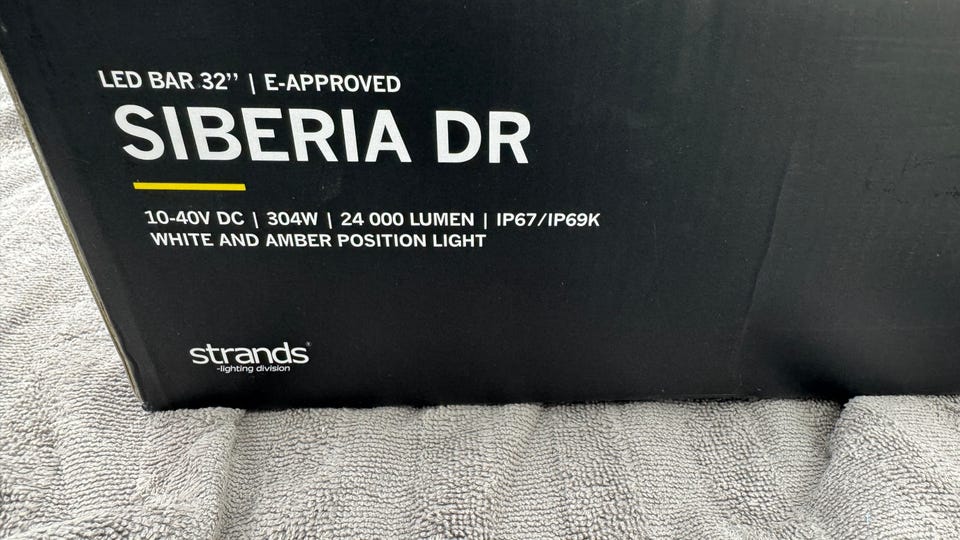 LED BAR 32’’ | E-APPROVED
SIBERIA DR
10-40V DC | 304W | 24 000 LUMEN | IP67/IP69K
WHITE AND AMBER POSITION LIGHT
strands®
-lighting division